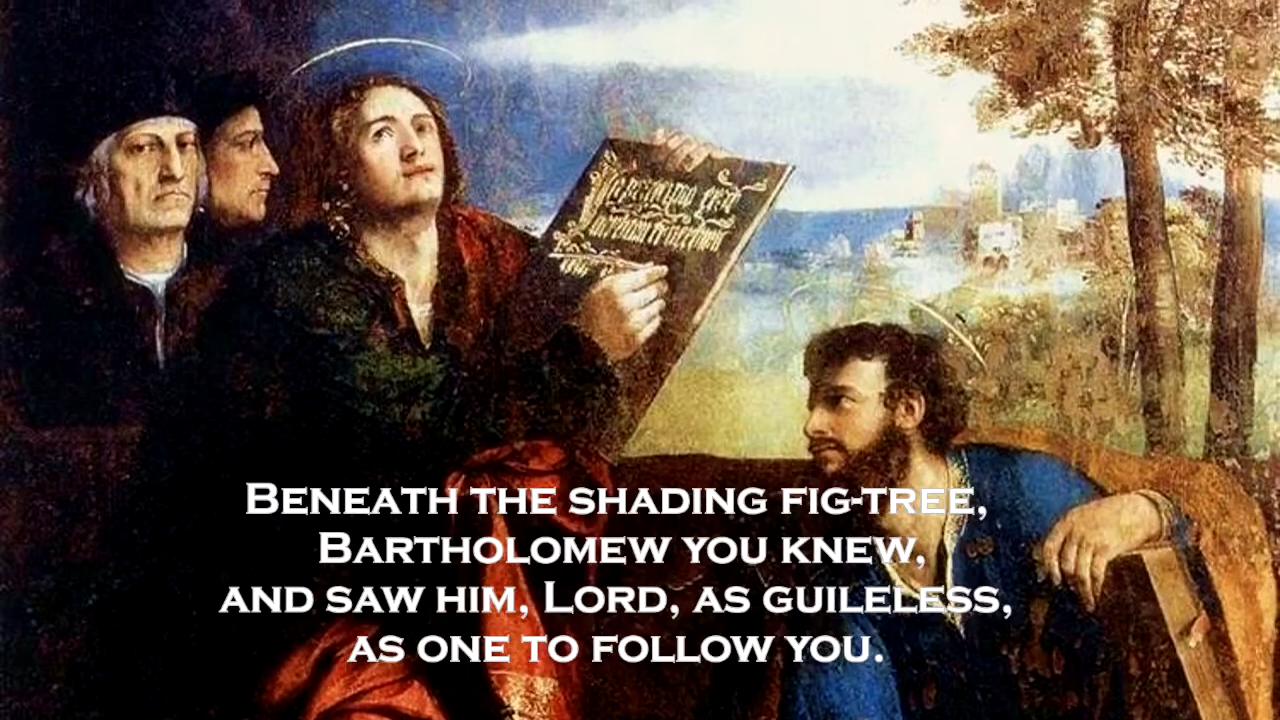 Beneath the shading fig-tree,
Bartholomew you knew,
and saw him, Lord, as guileless,
as one to follow you.